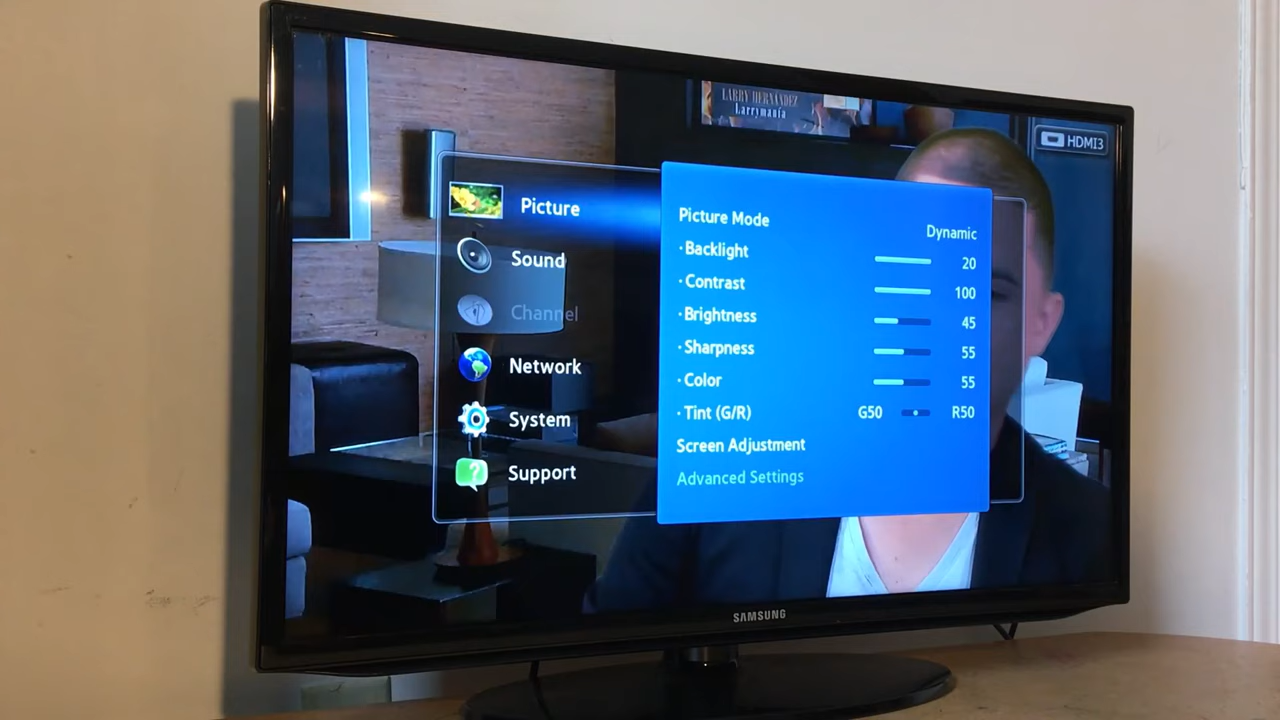 LARRY HERNÁNDEZ
Larrymania
HDMI3
Picture
Sound
Channel
Network
System
Support
Picture Mode Dynamic
· Backlight 20
· Contrast 100
· Brightness 45
· Sharpness 55
· Color 55
· Tint (G/R) G50 R50
Screen Adjustment
Advanced Settings
SAMSUNG